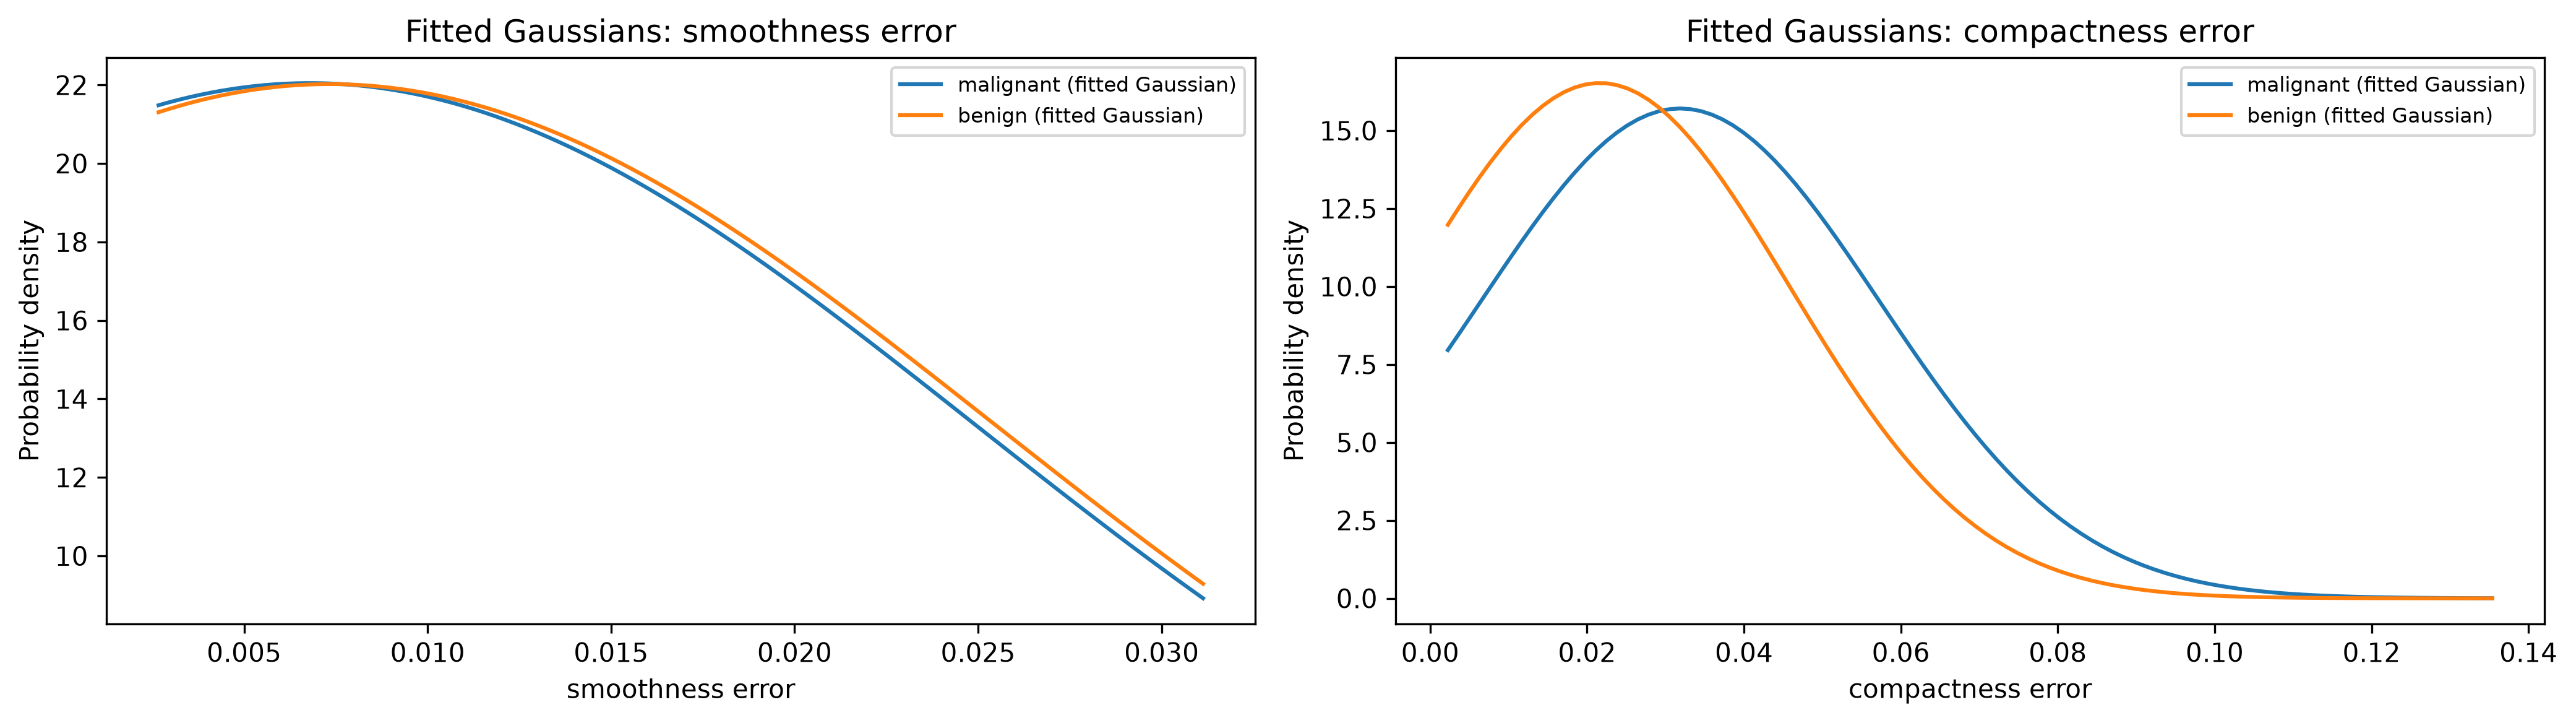 Fitted Gaussians: smoothness error
malignant (fitted Gaussian)
benign (fitted Gaussian)
Probability density
22
20
18
16
14
12
10
0.005 0.010 0.015 0.020 0.025 0.030
smoothness error
Fitted Gaussians: compactness error
malignant (fitted Gaussian)
benign (fitted Gaussian)
Probability density
15.0
12.5
10.0
7.5
5.0
2.5
0.0
0.00 0.02 0.04 0.06 0.08 0.10 0.12 0.14
compactness error